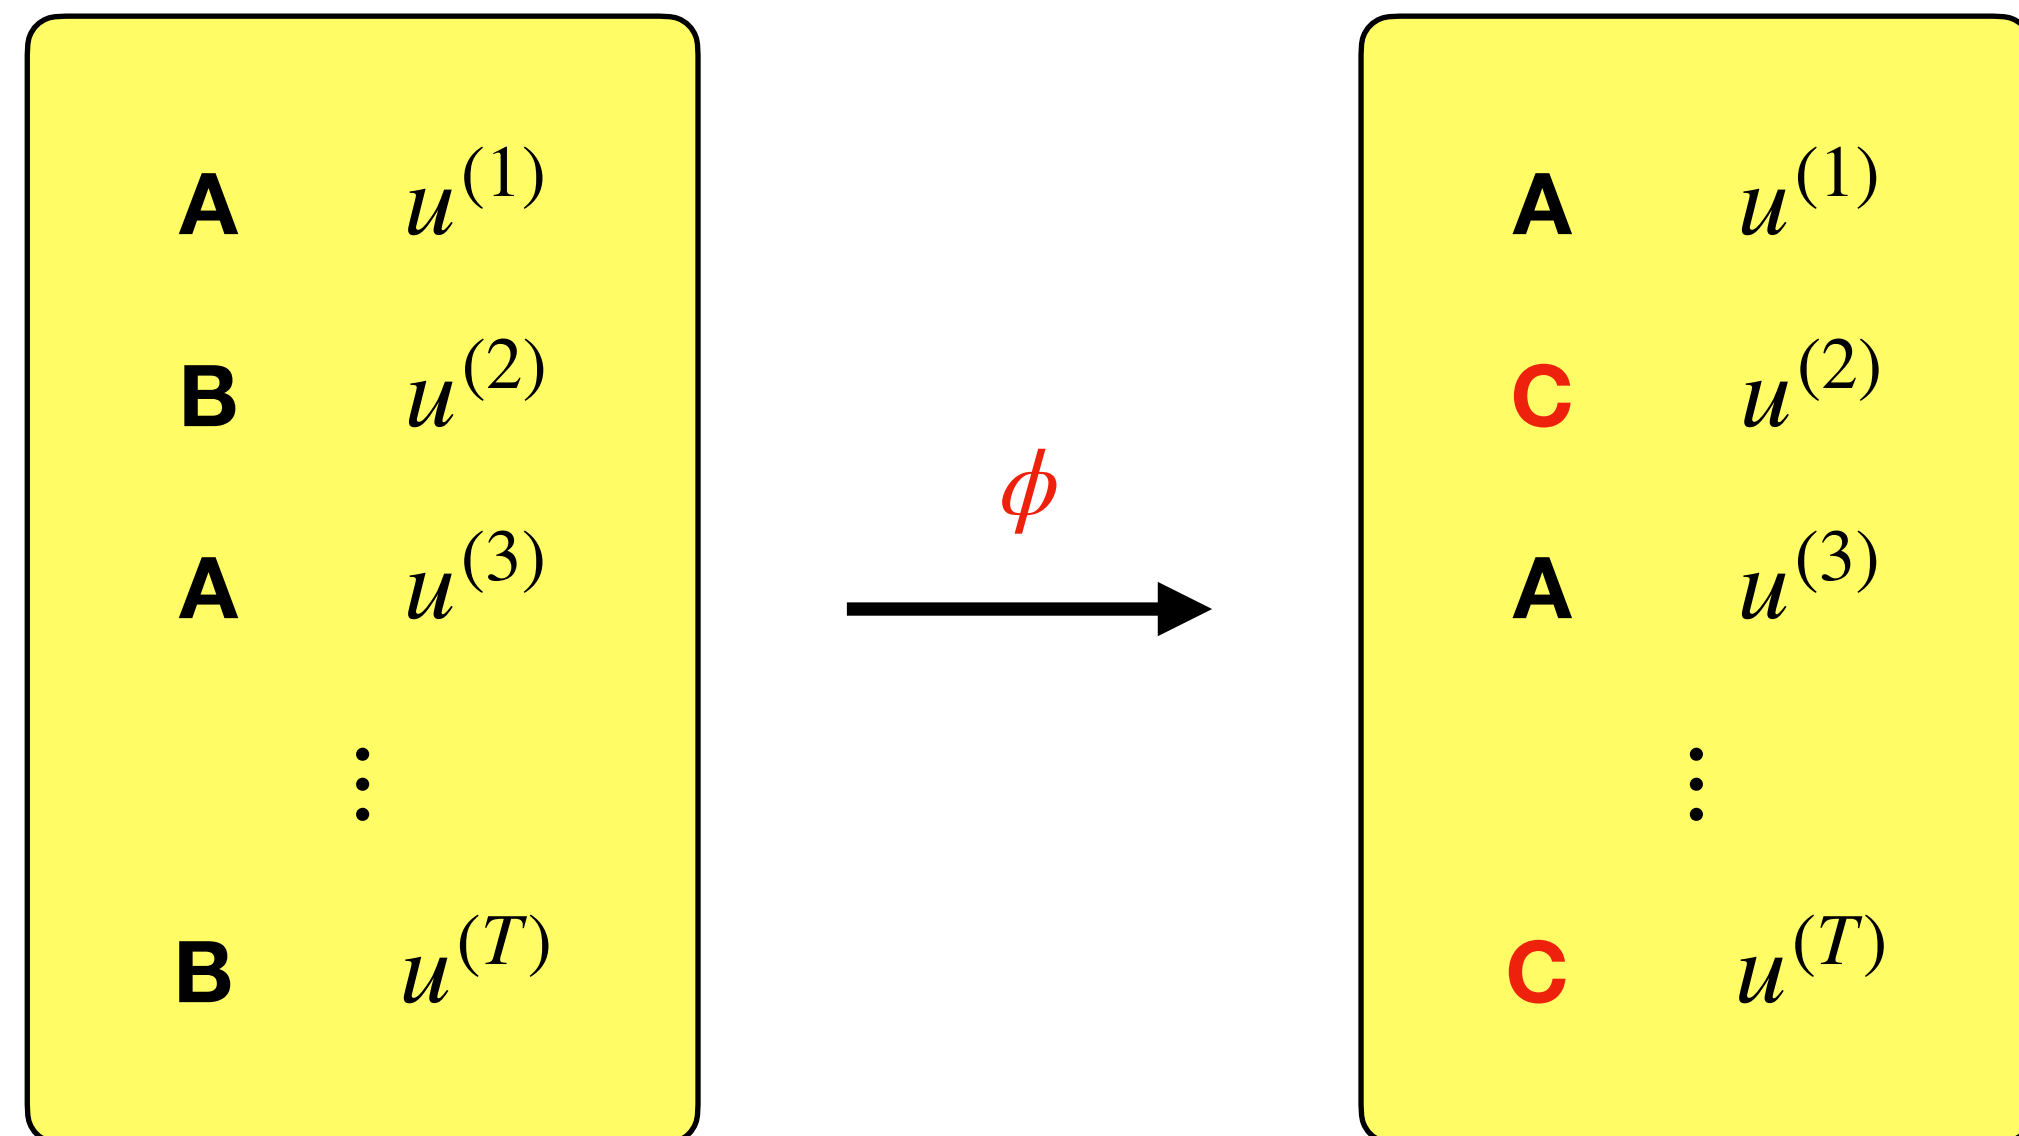 A u^(1)
B u^(2)
A u^(3)
⋮
B u^(T)
ϕ
A u^(1)
C u^(2)
A u^(3)
⋮
C u^(T)